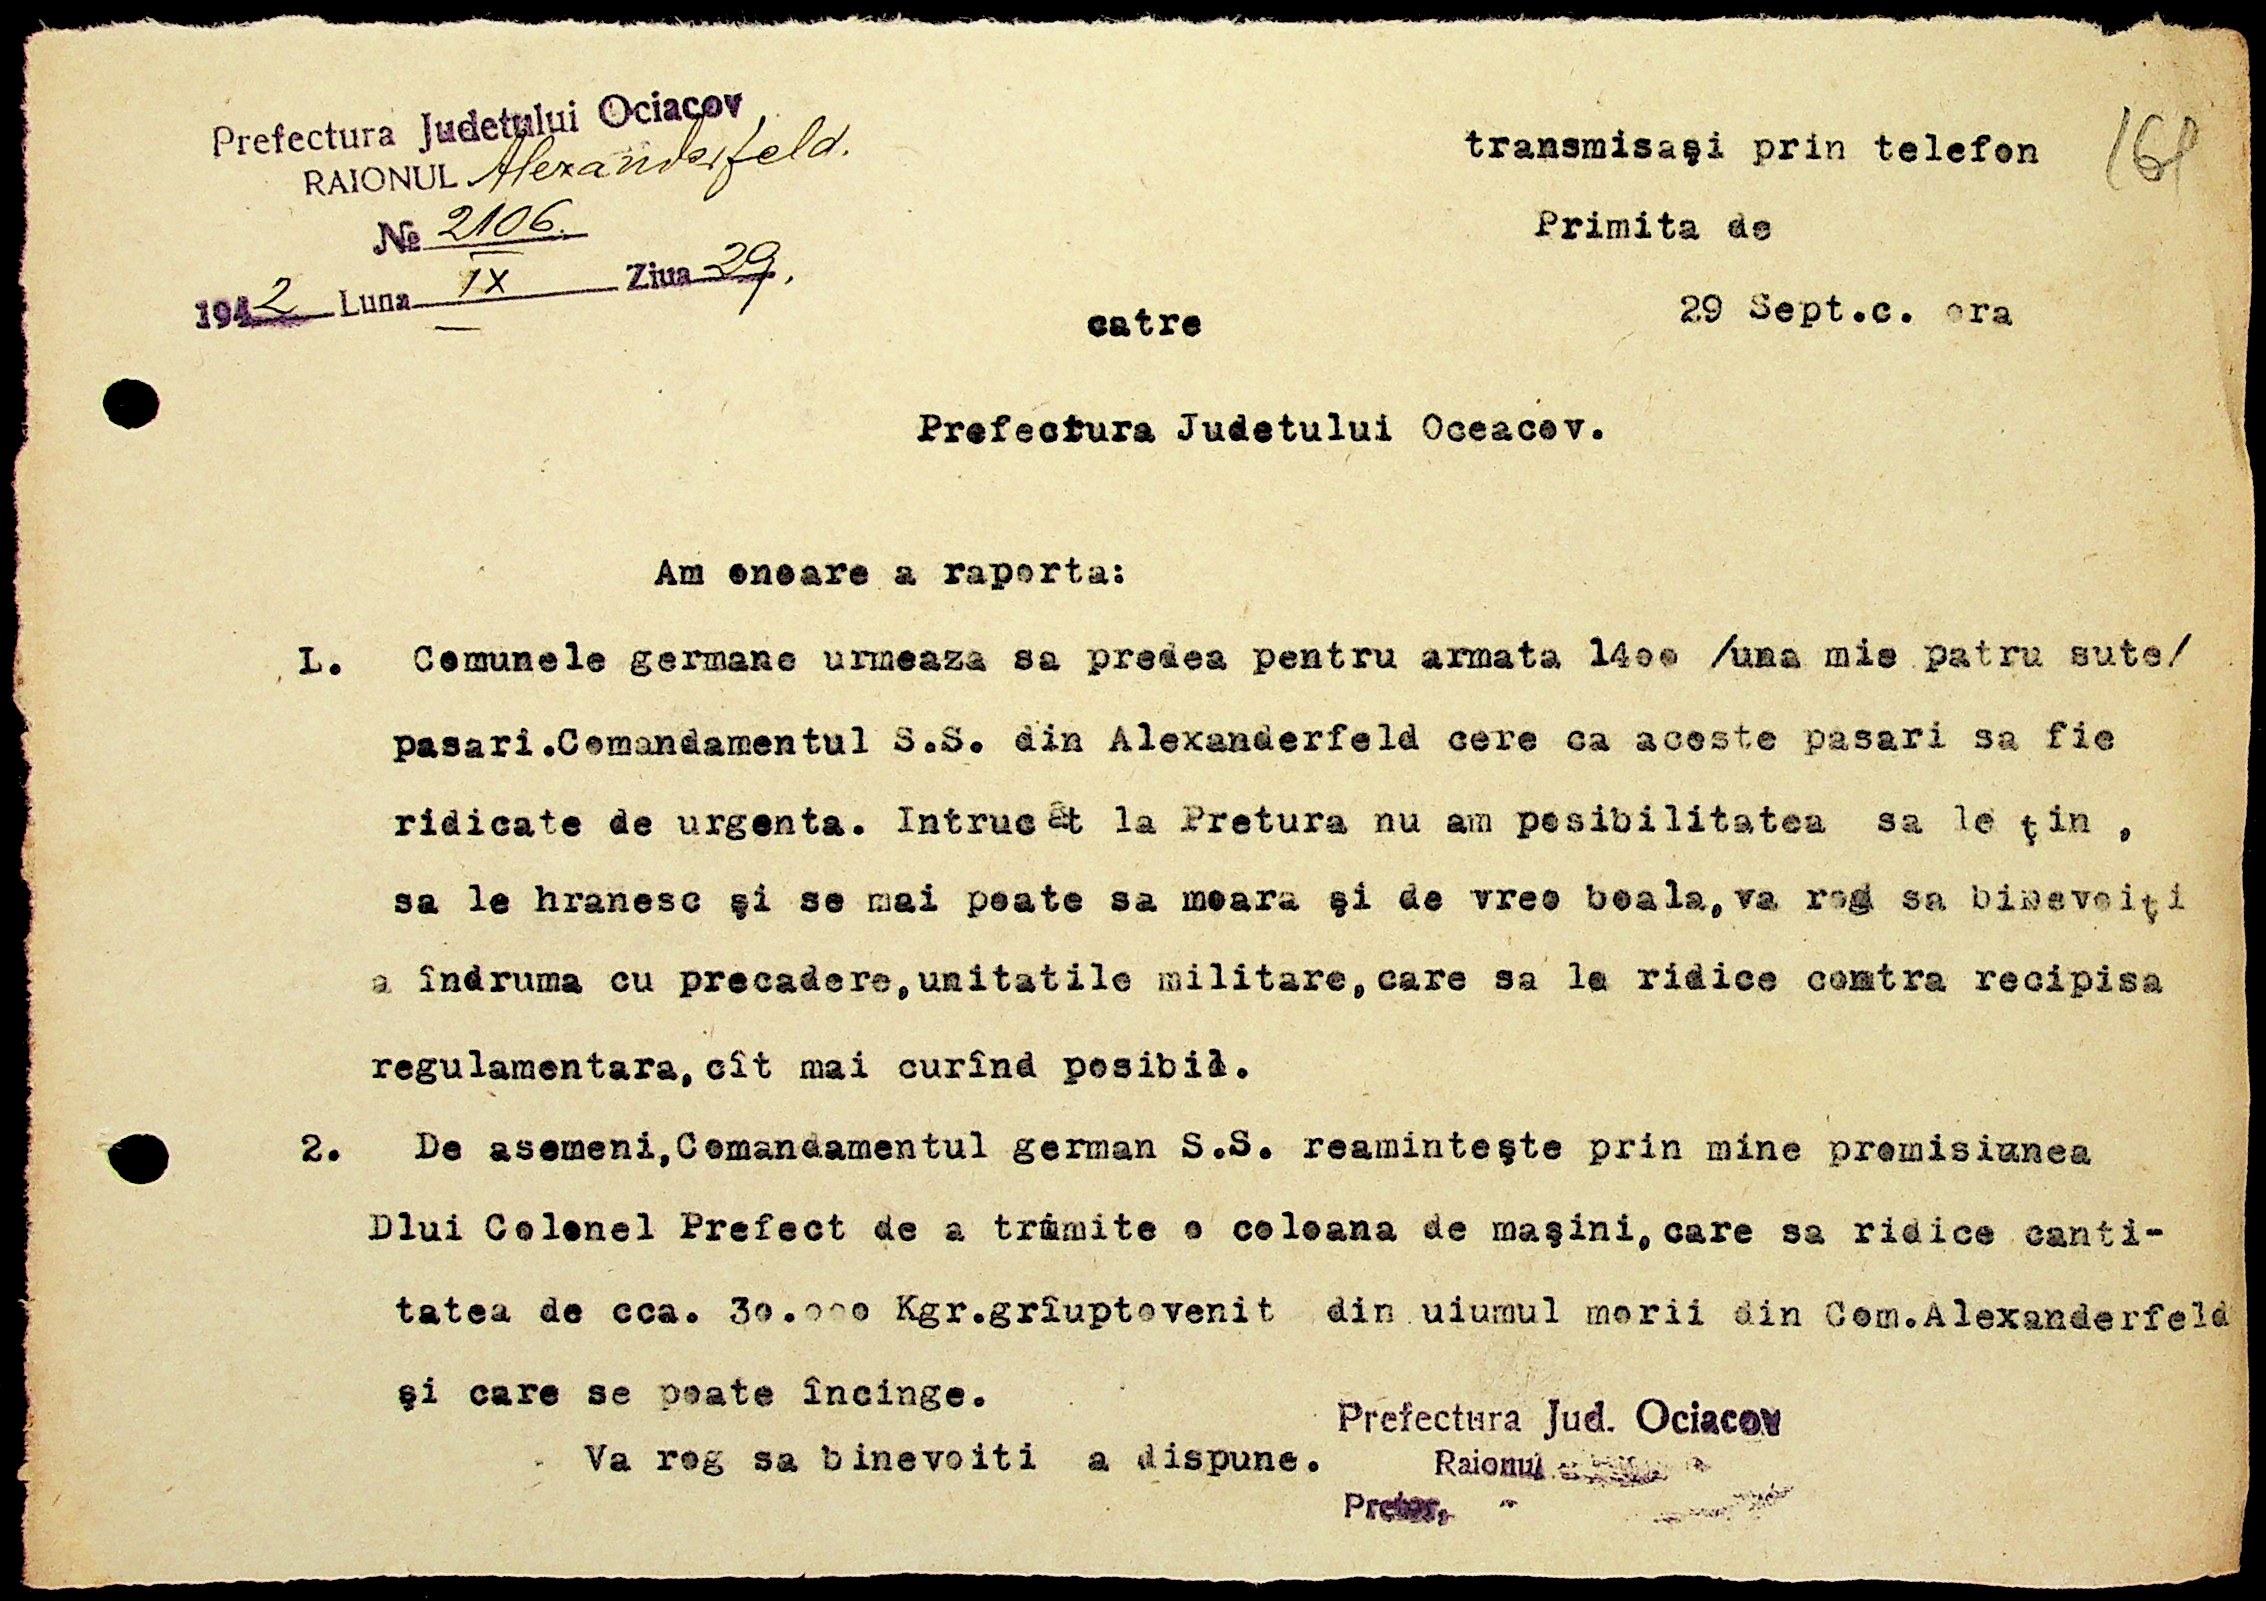 Prefectura Judetului Ociacov
RAIONUL Alexanderfeld.
№ 2106.
1942 Luna IX Ziua 29.
transmisaşi prin telefon
Primita de
29 Sept.c. ora
catre
Prefectura Judetului Oceacov.
Am onoare a raporta:
I. Comunele germane urmeaza sa predea pentru armata 14oo /una mie patru sute/
pasari.Comandamentul S.S. din Alexanderfeld cere ca aceste pasari sa fie
ridicate de urgenta. Intrucât la Pretura nu am posibilitatea sa le ţin ,
sa le hranesc şi se mai poate sa moara şi de vreo boala,va rog sa binevoiţi
a îndruma cu precadere,unitatile militare,care sa le ridice contra recipisa
regulamentara,cît mai curînd posibil.
2. De asemeni,Comandamentul german S.S. reaminteşte prin mine promisiunea
Dlui Colonel Prefect de a trimite o coloana de maşini,care sa ridice canti-
tatea de cca. 3o.ooo Kgr.grîuptovenit din uiumul morii din Com.Alexanderfeld
şi care se poate încinge.
Va rog sa binevoiti a dispune.
Prefectura Jud. Ociacov
Raionul
Pretor,